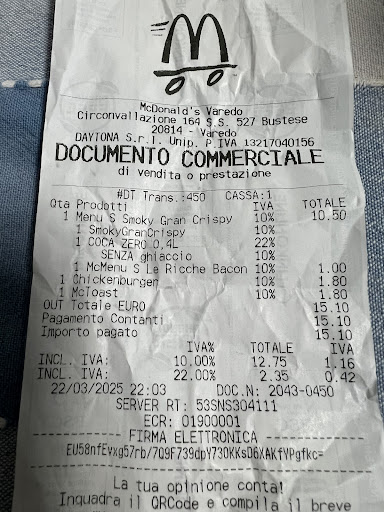 McDonald's Varedo
Circonvallazione 164 S.S. 527 Bustese
20814 - Varedo
DAYTONA S.r.l. Unip. P.IVA 13217040156
DOCUMENTO COMMERCIALE
di vendita o prestazione
#DT Trans.:450 CASSA:1
Qta Prodotti IVA TOTALE
1 Menu S Smoky Gran Crispy 10% 10.50
1 SmokyGranCrispy 10%
1 COCA ZERO 0,4L 22%
SENZA ghiaccio 10%
1 McMenu S Le Ricche Bacon 10% 1.00
1 Chickenburger 10% 1.80
1 McToast 10% 1.80
OUT Totale EURO 15.10
Pagamento Contanti 15.10
Importo pagato 15.10
IVA% TOTALE IVA
INCL. IVA: 10.00% 12.75 1.16
INCL. IVA: 22.00% 2.35 0.42
22/03/2025 22:03 DOC.N: 2043-0450
SERVER RT: 53SNS304111
ECR: 01900001
FIRMA ELETTRONICA
EU58nfEvxg57rb/7Q9F739dpY730KKsD6XAKfVPgfkc=
La tua opinione conta!
Inquadra il QRCode e compila il breve